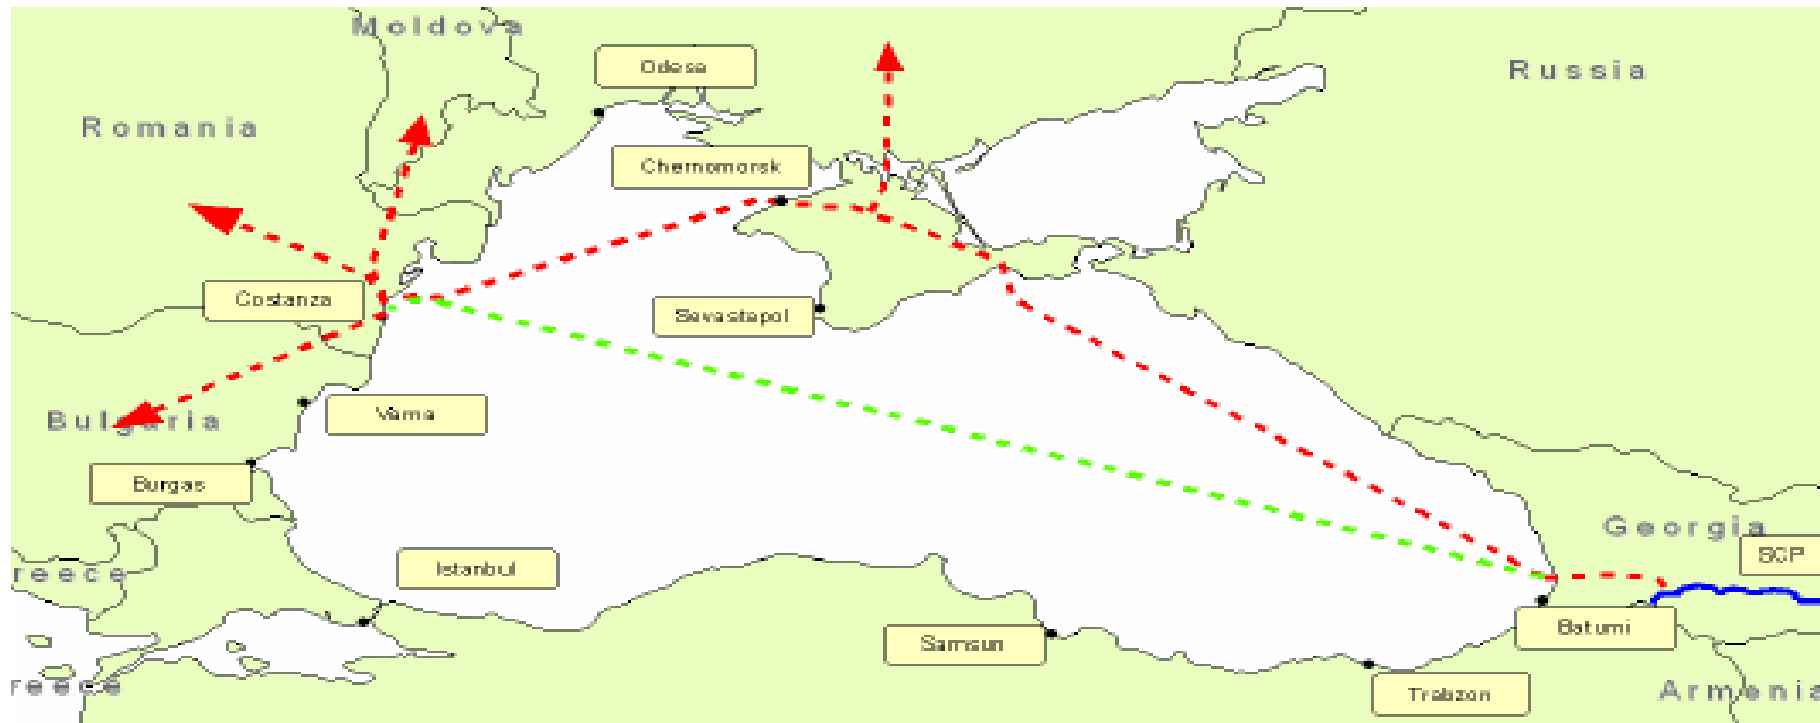 Moldova
Odesa
Russia
Romania
Chernomorsk
Costanza
Sevastapol
Varna
Bulgaria
Burgas
Georgia
SCP
Istanbul
reece
Batumi
Samsun
Trabzon
reece
Armenia